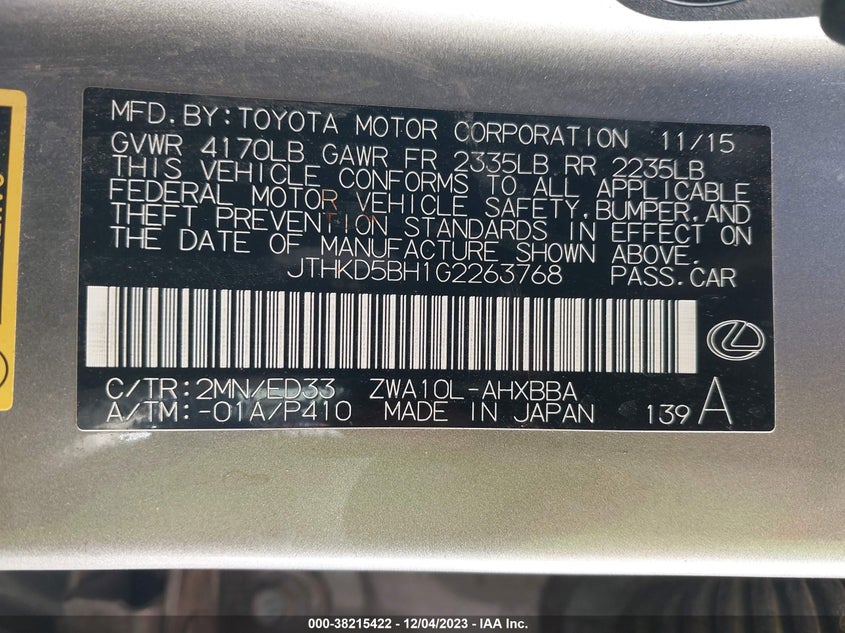 MFD.BY:TOYOTA MOTOR CORPORATION 11/15
GVWR 4170LB GAWR FR 2335LB RR 2235LB
THIS VEHICLE CONFORMS TO ALL APPLICABLE
FEDERAL MOTOR VEHICLE SAFETY,BUMPER,AND
THEFT PREVENTION STANDARDS IN EFFECT ON
THE DATE OF MANUFACTURE SHOWN ABOVE.
JTHKD5BH1G2263768 PASS.CAR
C/TR:2MN/ED33 ZWA10L-AHXBBA
A/TM:-01A/P410 MADE IN JAPAN 139 A
000-38215422 - 12/04/2023 - IAA Inc.